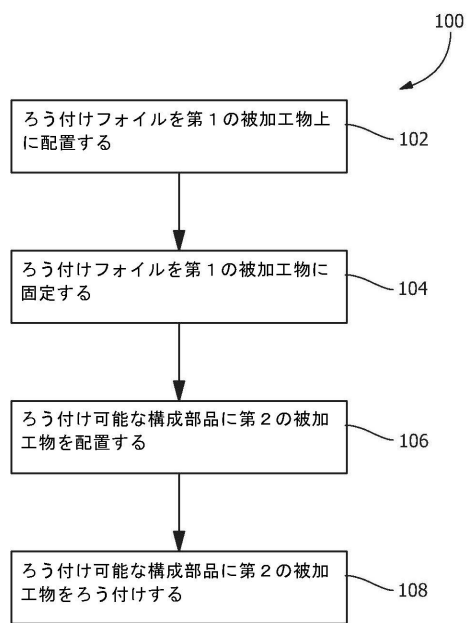 100
ろう付けフォイルを第１の被加工物上
に配置する
102
ろう付けフォイルを第１の被加工物に
固定する
104
ろう付け可能な構成部品に第２の被加
工物を配置する
106
ろう付け可能な構成部品に第２の被加
工物をろう付けする
108